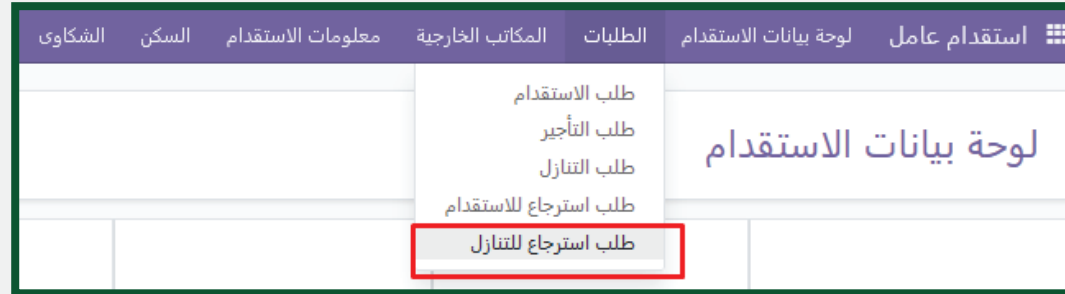 استقدام عامل لوحة بيانات الاستقدام الطلبات المكاتب الخارجية معلومات الاستقدام السكن الشكاوى
طلب الاستقدام
طلب التأجير
لوحة بيانات الاستقدام
طلب التنازل
طلب استرجاع للاستقدام
طلب استرجاع للتنازل